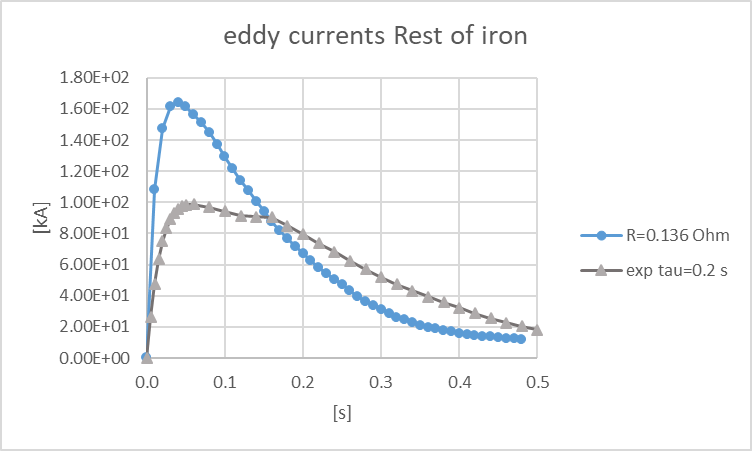 eddy currents Rest of iron
1.80E+02
1.60E+02
1.40E+02
1.20E+02
1.00E+02
8.00E+01
6.00E+01
4.00E+01
2.00E+01
0.00E+00
[kA]
0.0 0.1 0.2 0.3 0.4 0.5
[s]
R=0.136 Ohm
exp tau=0.2 s